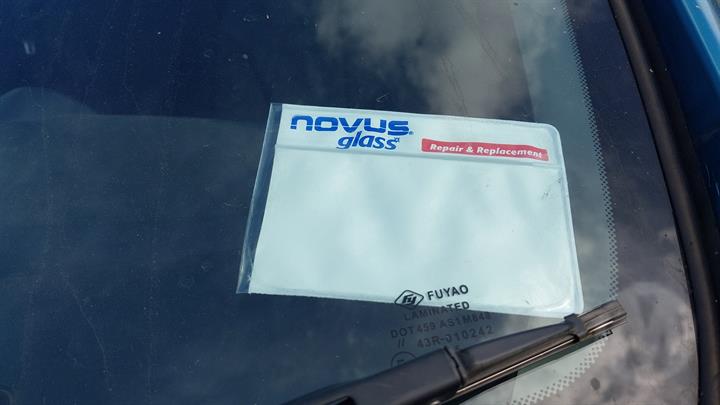 novus®
glass
Repair & Replacement
FUYAO
LAMINATED
DOT459 AS1M848
// 43R-010242